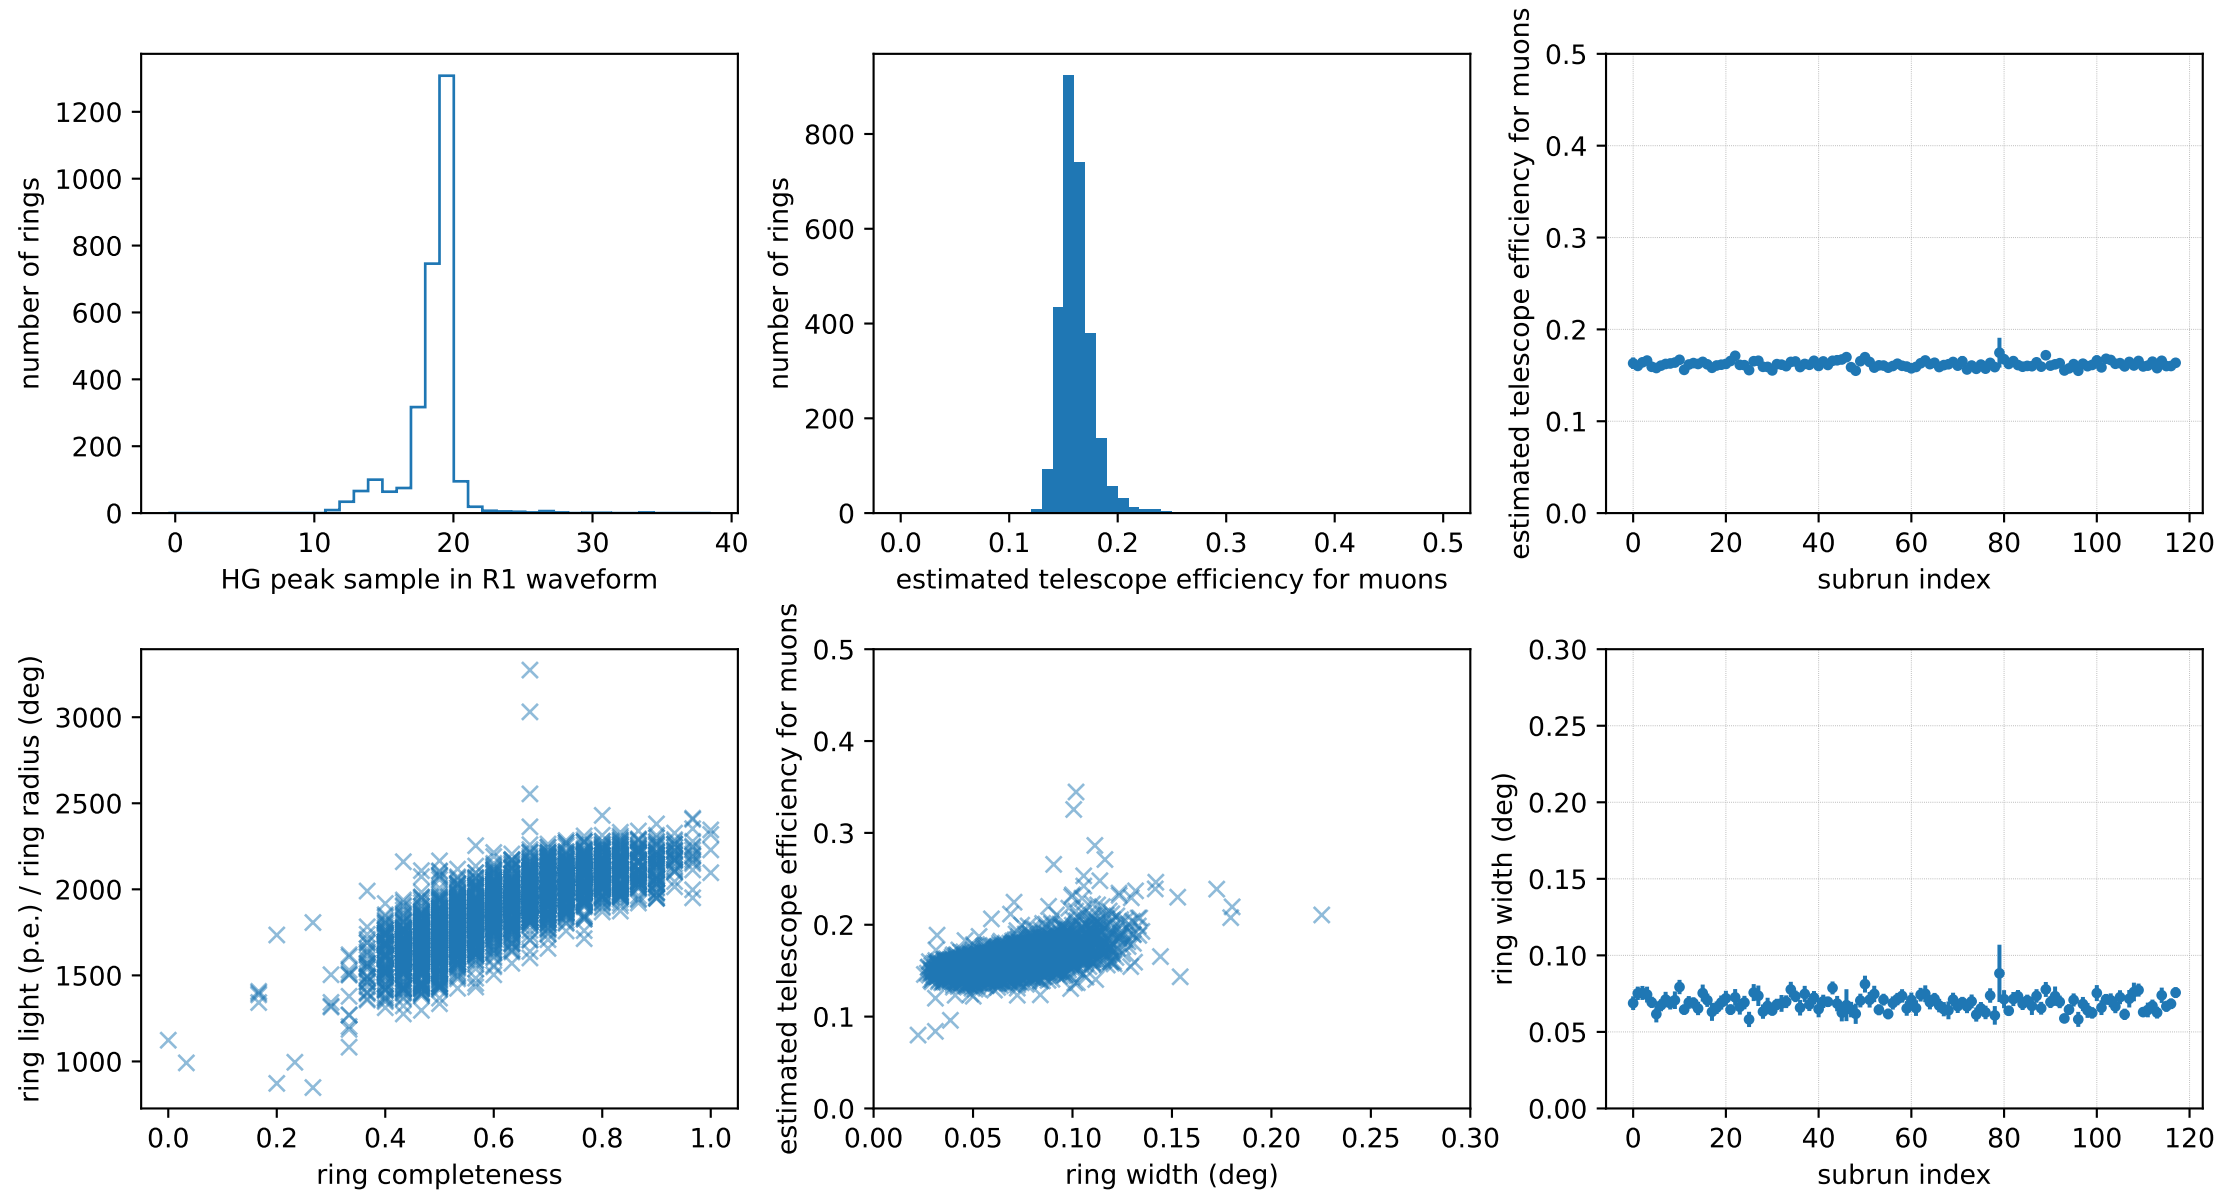 number of rings
1200
1000
800
600
400
200
0
0 10 20 30 40
HG peak sample in R1 waveform
number of rings
800
600
400
200
0
0.0 0.1 0.2 0.3 0.4 0.5
estimated telescope efficiency for muons
estimated telescope efficiency for muons
0.5
0.4
0.3
0.2
0.1
0.0
0 20 40 60 80 100 120
subrun index
ring light (p.e.) / ring radius (deg)
3000
2500
2000
1500
1000
0.0 0.2 0.4 0.6 0.8 1.0
ring completeness
estimated telescope efficiency for muons
0.5
0.4
0.3
0.2
0.1
0.0
0.00 0.05 0.10 0.15 0.20 0.25 0.30
ring width (deg)
ring width (deg)
0.30
0.25
0.20
0.15
0.10
0.05
0.00
0 20 40 60 80 100 120
subrun index